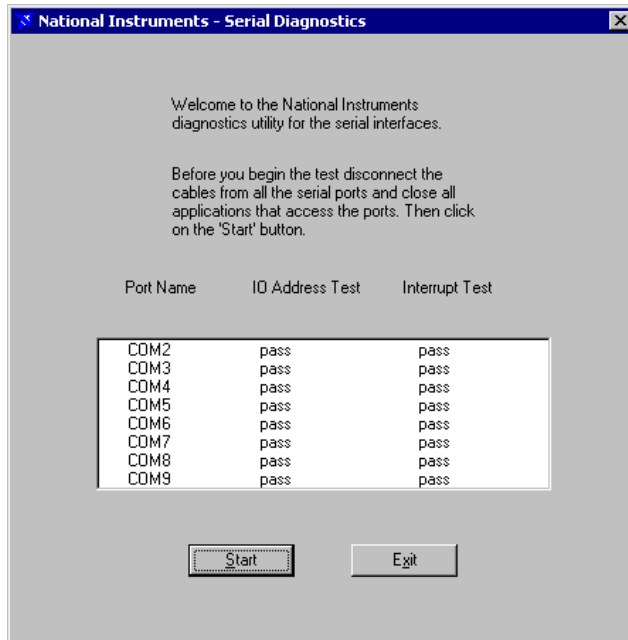 National Instruments - Serial Diagnostics
Welcome to the National Instruments
diagnostics utility for the serial interfaces.
Before you begin the test disconnect the
cables from all the serial ports and close all
applications that access the ports. Then click
on the 'Start' button.
Port Name IO Address Test Interrupt Test
COM2 pass pass
COM3 pass pass
COM4 pass pass
COM5 pass pass
COM6 pass pass
COM7 pass pass
COM8 pass pass
COM9 pass pass
Start Exit